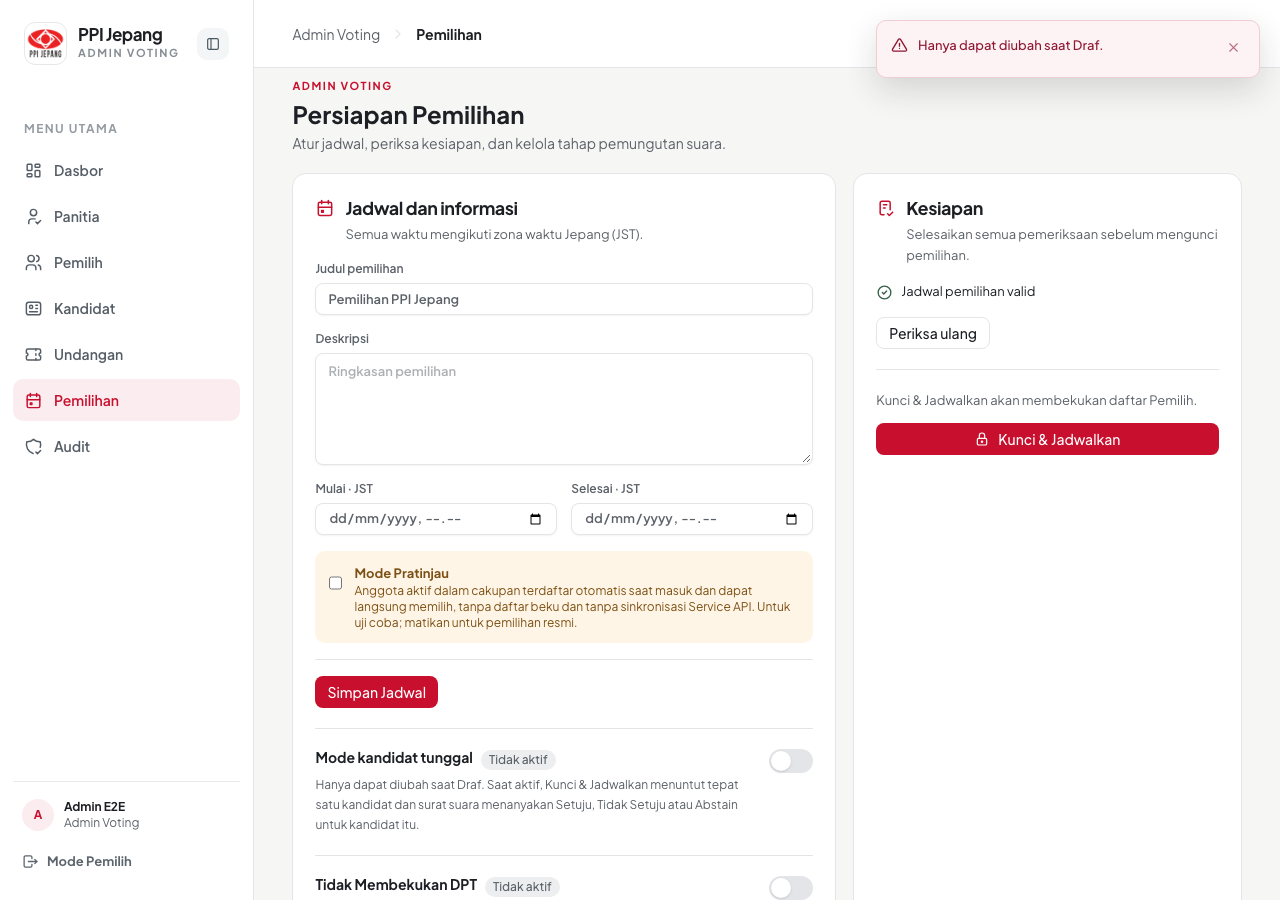 PPI JEPANG
PPI Jepang
ADMIN VOTING
MENU UTAMA
Dasbor
Panitia
Pemilih
Kandidat
Undangan
Pemilihan
Audit
A
Admin E2E
Admin Voting
Mode Pemilih
Admin Voting
Pemilihan
Hanya dapat diubah saat Draf.
ADMIN VOTING
Persiapan Pemilihan
Atur jadwal, periksa kesiapan, dan kelola tahap pemungutan suara.
Jadwal dan informasi
Semua waktu mengikuti zona waktu Jepang (JST).
Judul pemilihan
Pemilihan PPI Jepang
Deskripsi
Ringkasan pemilihan
Mulai · JST
Selesai · JST
dd/mm/yyyy, --.--
dd/mm/yyyy, --.--
Mode Pratinjau
Anggota aktif dalam cakupan terdaftar otomatis saat masuk dan dapat
langsung memilih, tanpa daftar beku dan tanpa sinkronisasi Service API. Untuk
uji coba; matikan untuk pemilihan resmi.
Simpan Jadwal
Mode kandidat tunggal
Tidak aktif
Hanya dapat diubah saat Draf. Saat aktif, Kunci & Jadwalkan menuntut tepat
satu kandidat dan surat suara menanyakan Setuju, Tidak Setuju atau Abstain
untuk kandidat itu.
Tidak Membekukan DPT
Tidak aktif
Kesiapan
Selesaikan semua pemeriksaan sebelum mengunci
pemilihan.
Jadwal pemilihan valid
Periksa ulang
Kunci & Jadwalkan akan membekukan daftar Pemilih.
Kunci & Jadwalkan